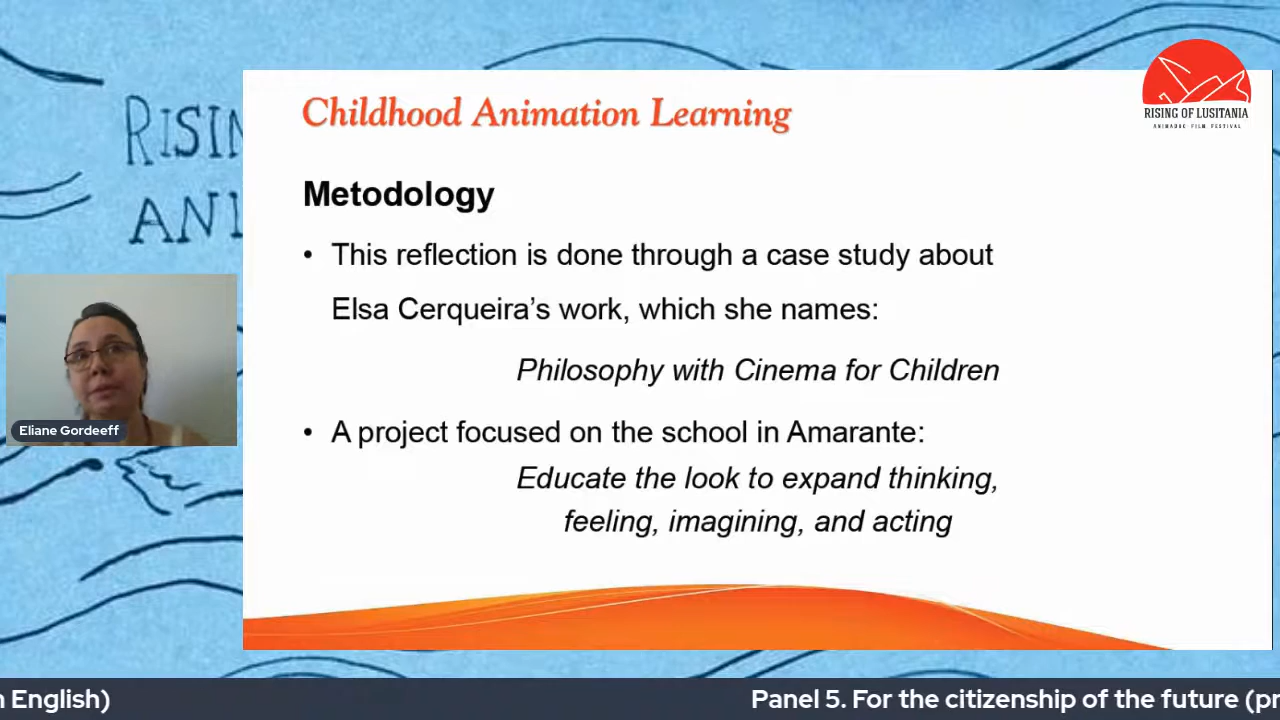 RISIN
ANI
Childhood Animation Learning
RISING OF LUSITANIA
ANIMADOC FILM FESTIVAL
Metodology
• This reflection is done through a case study about
Elsa Cerqueira’s work, which she names:
Philosophy with Cinema for Children
• A project focused on the school in Amarante:
Educate the look to expand thinking,
feeling, imagining, and acting
Eliane Gordeeff
n English)
Panel 5. For the citizenship of the future (pr